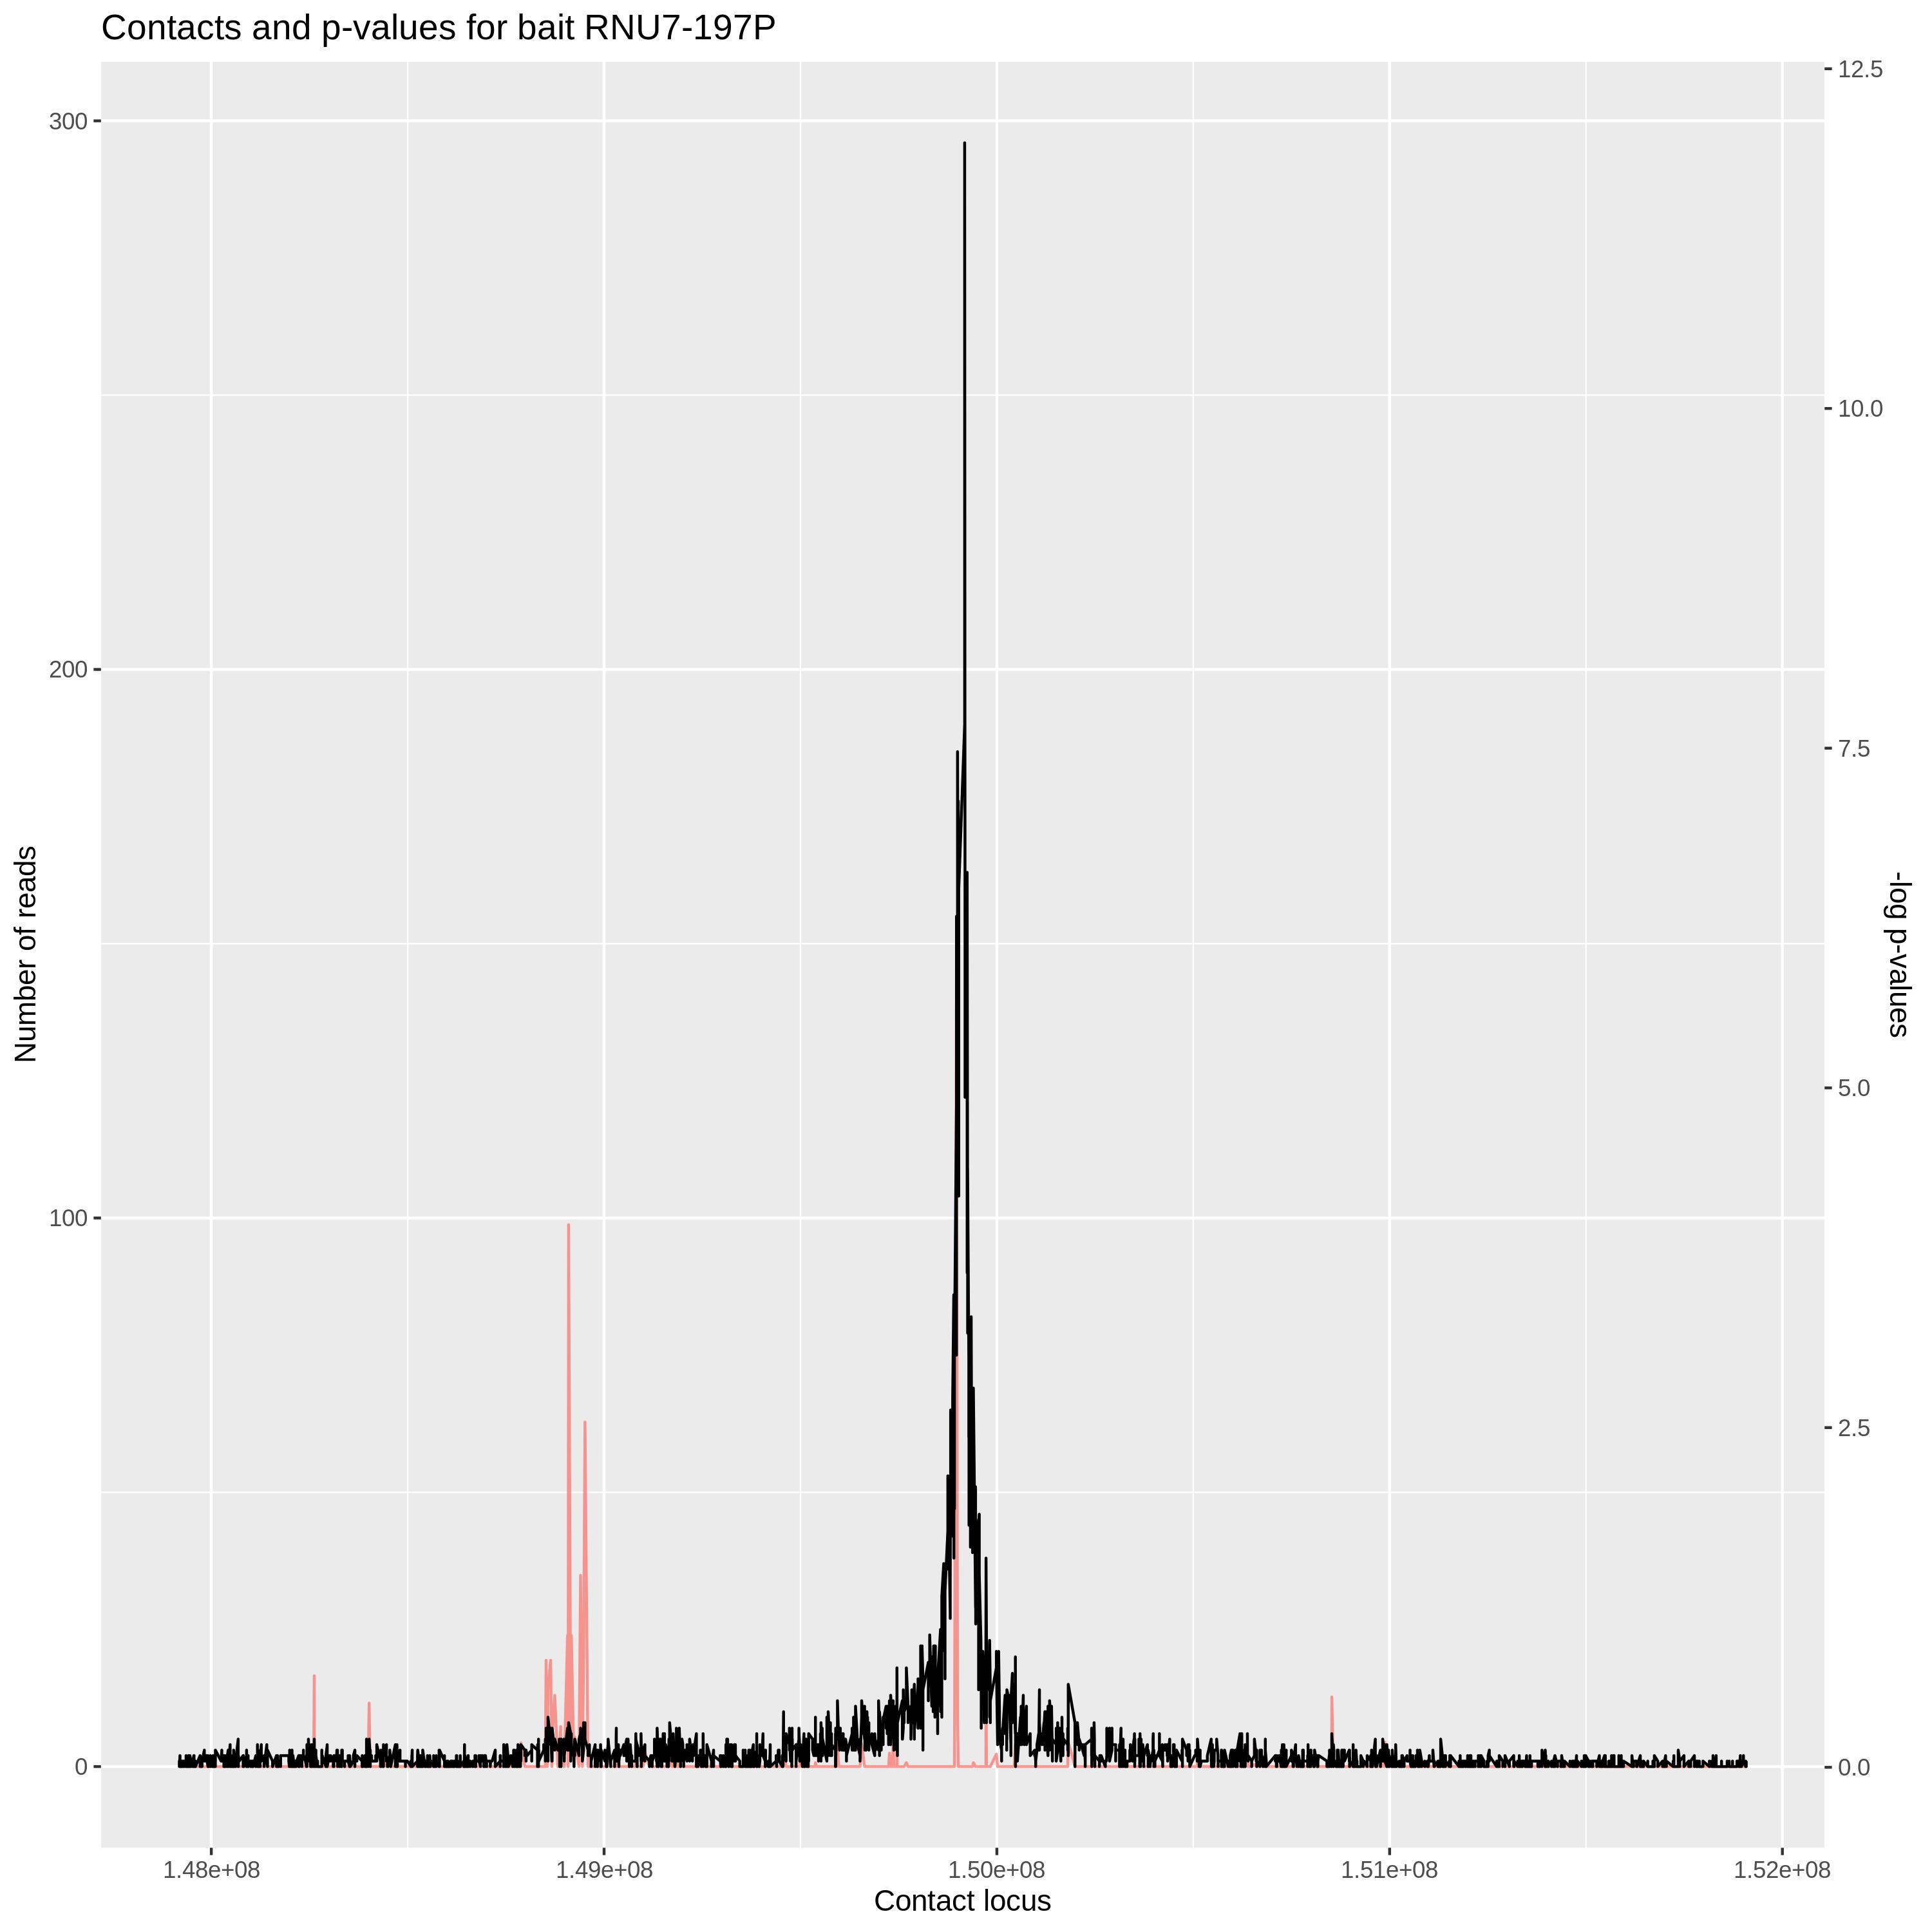 Contacts and p-values for bait RNU7-197P
300
200
100
0
Number of reads
12.5
10.0
7.5
5.0
2.5
0.0
-log p-values
1.48e+08
1.49e+08
1.50e+08
1.51e+08
1.52e+08
Contact locus